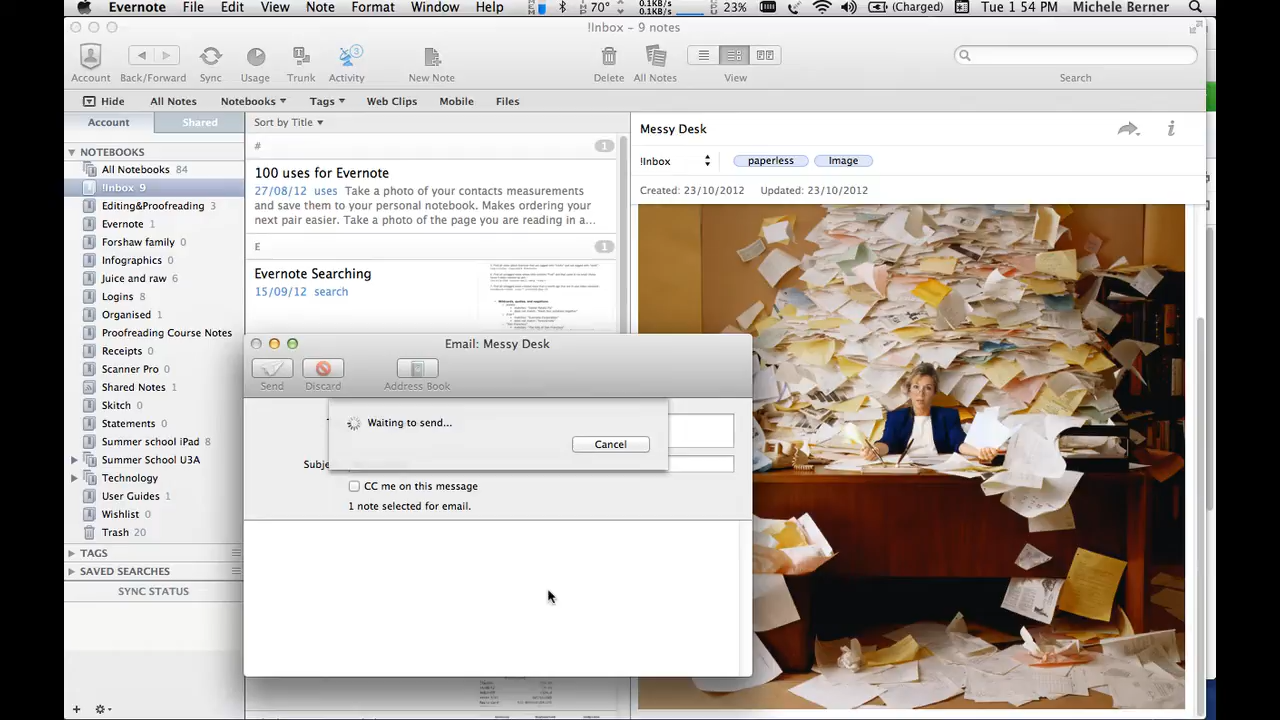 Evernote File Edit View Note Format Window Help 70° 0.1KB/s 0.1KB/s 23% (Charged) Tue 1 54 PM Michele Berner
!Inbox – 9 notes
Account Back/Forward Sync Usage Trunk 3 Activity New Note Delete All Notes View Search
Hide All Notes Notebooks Tags Web Clips Mobile Files
Account Shared
NOTEBOOKS
All Notebooks 84
!Inbox 9
Editing&Proofreading 3
Evernote 1
Forshaw family 0
Infographics 0
Juice and raw 6
Logins 8
Organised 1
Proofreading Course Notes
Receipts 0
Scanner Pro 0
Shared Notes 1
Skitch 0
Statements 0
Summer school iPad 8
Summer School U3A
Technology
User Guides 1
Wishlist 0
Trash 20
TAGS
SAVED SEARCHES
SYNC STATUS
Sort by Title
# 1
100 uses for Evernote
27/08/12 uses Take a photo of your contacts measurements
and save them to your personal notebook. Makes ordering your
next pair easier. Take a photo of the page you are reading in a...
E 1
Evernote Searching
15/09/12 search
Email: Messy Desk
Send Discard Address Book
Waiting to send...
Cancel
Subje
CC me on this message
1 note selected for email.
Messy Desk
!Inbox paperless Image
Created: 23/10/2012 Updated: 23/10/2012